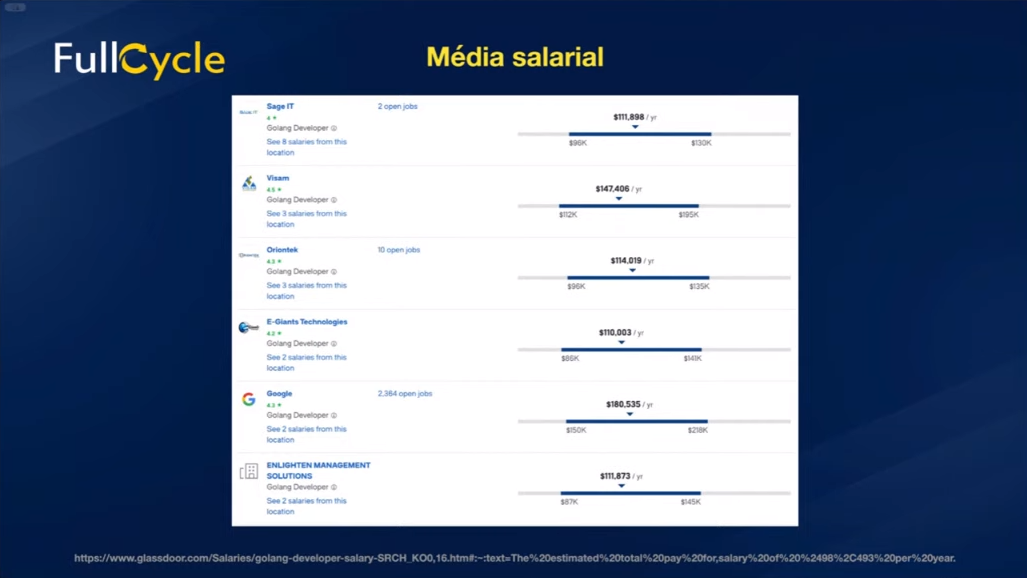 FullCycle
Média salarial
Sage IT
2 open jobs
4 ★
Golang Developer
See 8 salaries from this
location
$111,898 / yr
$96K
$130K
Visam
4.5 ★
Golang Developer
See 3 salaries from this
location
$147,406 / yr
$112K
$195K
Oriontek
10 open jobs
4.3 ★
Golang Developer
See 3 salaries from this
location
$114,019 / yr
$96K
$135K
E-Giants Technologies
4.2 ★
Golang Developer
See 2 salaries from this
location
$110,003 / yr
$86K
$141K
Google
2,364 open jobs
4.3 ★
Golang Developer
See 2 salaries from this
location
$180,535 / yr
$150K
$218K
ENLIGHTEN MANAGEMENT
SOLUTIONS
Golang Developer
See 2 salaries from this
location
$111,873 / yr
$87K
$145K
https://www.glassdoor.com/Salaries/golang-developer-salary-SRCH_KO0,16.htm#:~:text=The%20estimated%20total%20pay%20for,salary%20of%20%2498%2C493%20per%20year.